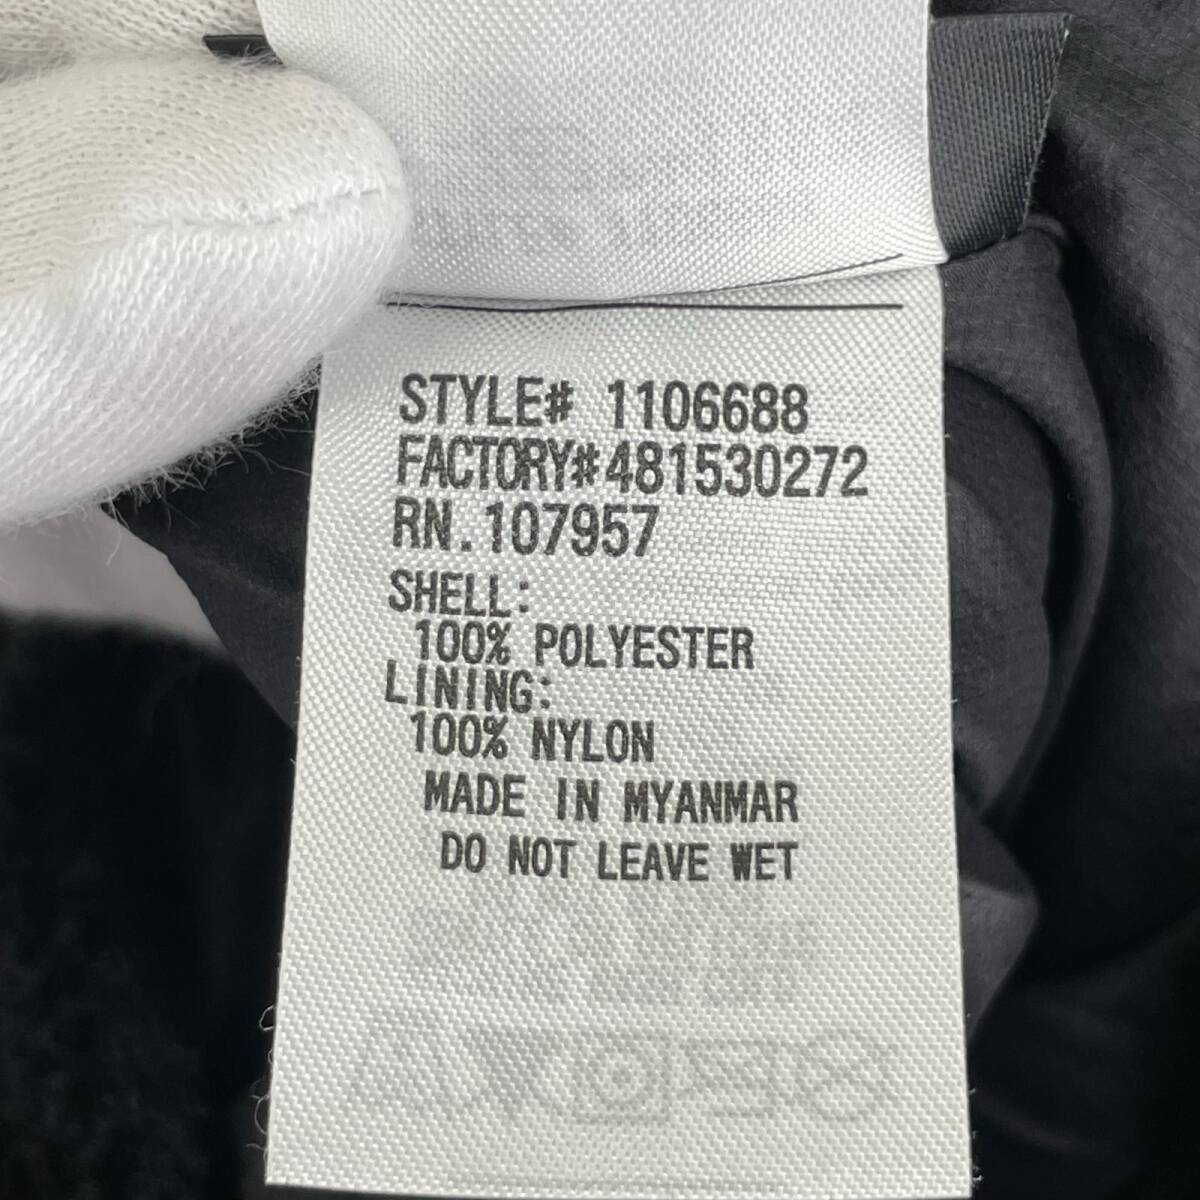 STYLE# 1106688
FACTORY#481530272
RN.107957
SHELL:
100% POLYESTER
LINING:
100% NYLON
MADE IN MYANMAR
DO NOT LEAVE WET